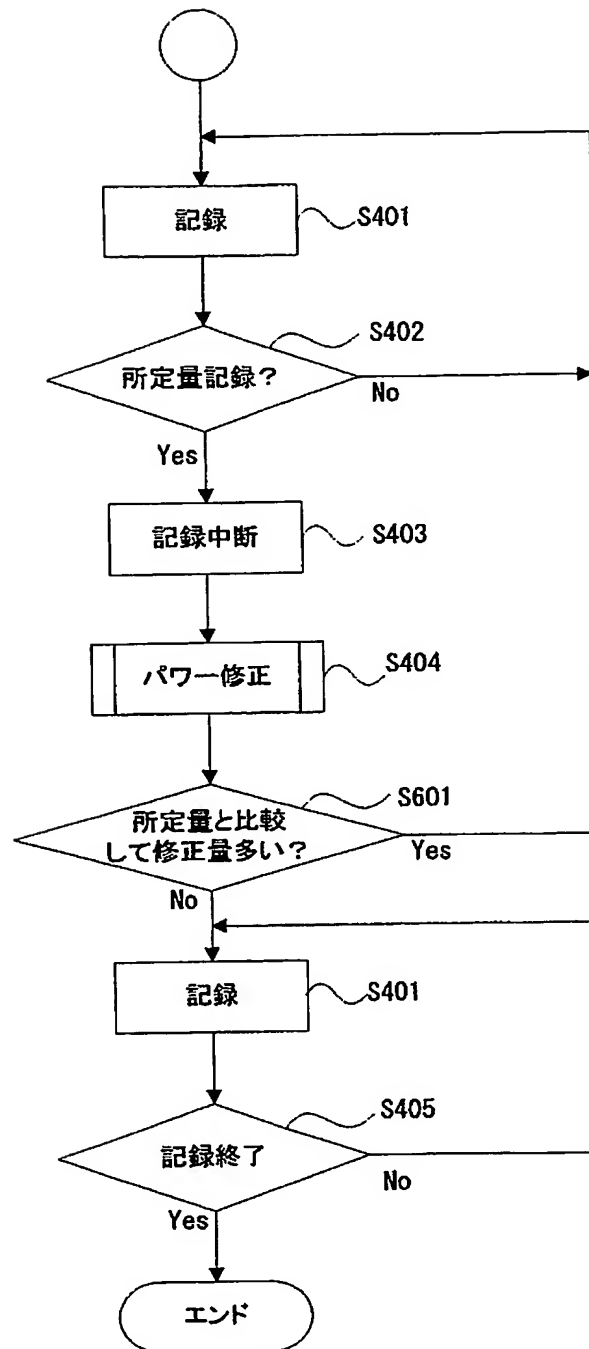 記録
S401
S402
所定量記録？
No
Yes
記録中断
S403
パワー修正
S404
S601
所定量と比較
して修正量多い？
Yes
No
記録
S401
S405
記録終了
No
Yes
エンド